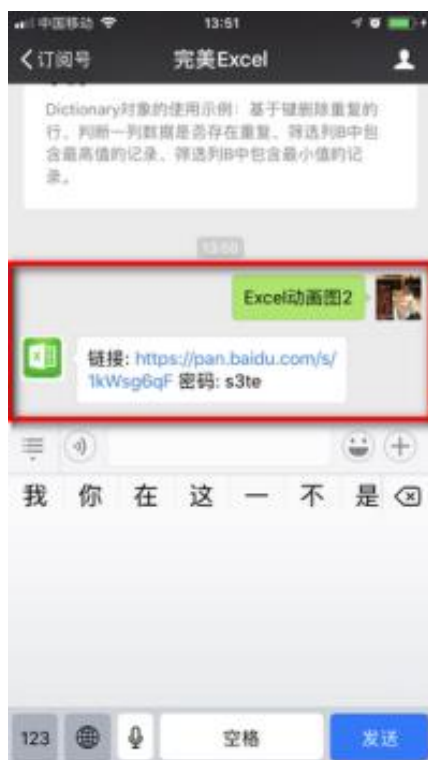 中国移动 13:51
订阅号 完美Excel
Dictionary对象的使用示例：基于键删除重复的
行、判断一列数据是否存在重复、筛选列B中包
含最高值的记录、筛选列B中包含最小值的记
录。
13:50
Excel动画图2
链接: https://pan.baidu.com/s/
1kWsg6qF 密码: s3te
我 你 在 这 一 不 是
123 空格 发送